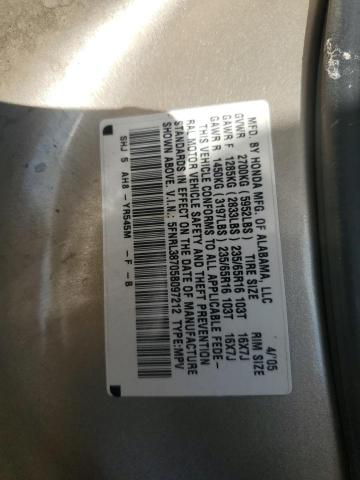 MFD. BY HONDA MFG. OF ALABAMA, LLC 4/'05
GVWR 2700KG (5952LBS) TIRE SIZE RIM SIZE
GAWR F 1285KG (2833LBS) 235/65R16 103T 16X7J
GAWR R 1450KG (3197LBS) 235/65R16 103T 16X7J
THIS VEHICLE CONFORMS TO ALL APPLICABLE FEDE-
RAL MOTOR VEHICLE SAFETY AND THEFT PREVENTION
STANDARDS IN EFFECT ON THE DATE OF MANUFACTURE
SHOWN ABOVE. V.I.N.: 5FNRL38705B097212 TYPE:MPV
SHJ 5 AH8 - YR545M - F - B